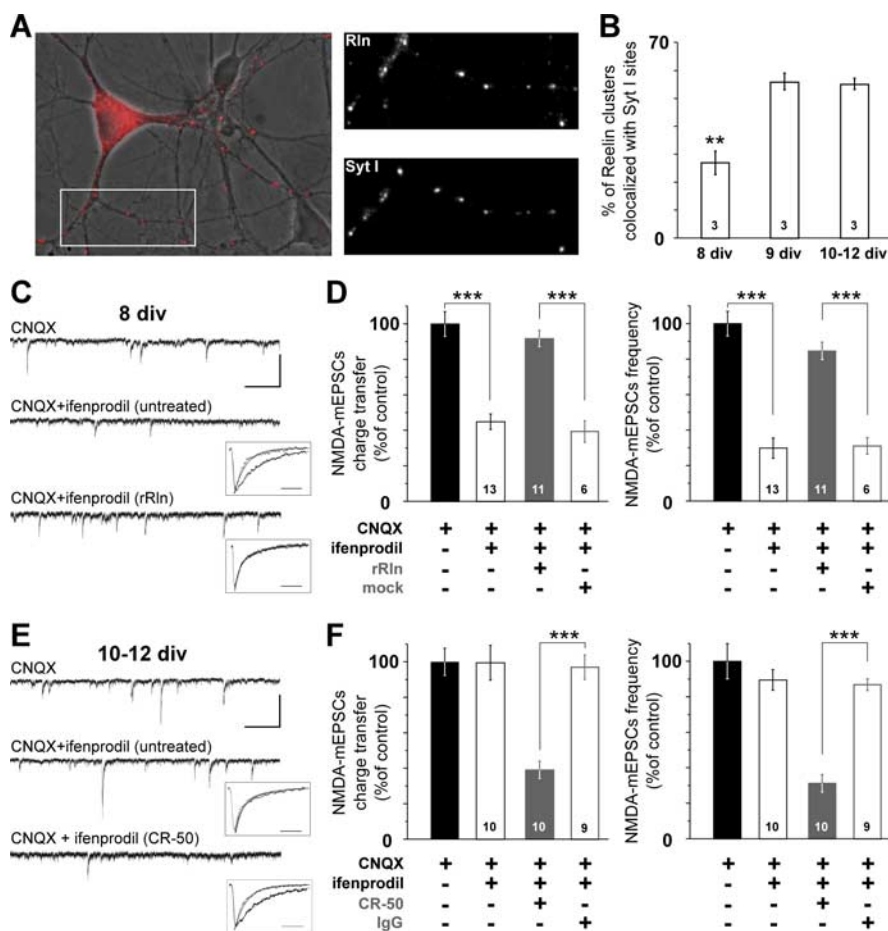 A
Rln
Syt I
B
% of Reelin clusters
colocalized with Syt I sites
70
0
**
3
3
3
8 div
9 div
10-12 div
C
8 div
CNQX
CNQX+ifenprodil (untreated)
CNQX+ifenprodil (rRln)
D
NMDA-mEPSCs
charge transfer
(%of control)
100
0
***
***
13
11
6
CNQX + + + +
ifenprodil - + + +
rRln - - + -
mock - - - +
NMDA-mEPSCs frequency
(%of control)
100
0
***
***
13
11
6
+ + + +
- + + +
- - + -
- - - +
E
10-12 div
CNQX
CNQX+ifenprodil (untreated)
CNQX + ifenprodil (CR-50)
F
NMDA-mEPSCs
charge transfer
(%of control)
100
0
***
10
10
9
CNQX + + + +
ifenprodil - + + +
CR-50 - - + -
IgG - - - +
NMDA-mEPSCs frequency
(%of control)
100
0
***
10
10
9
+ + + +
- + + +
- - + -
- - - +